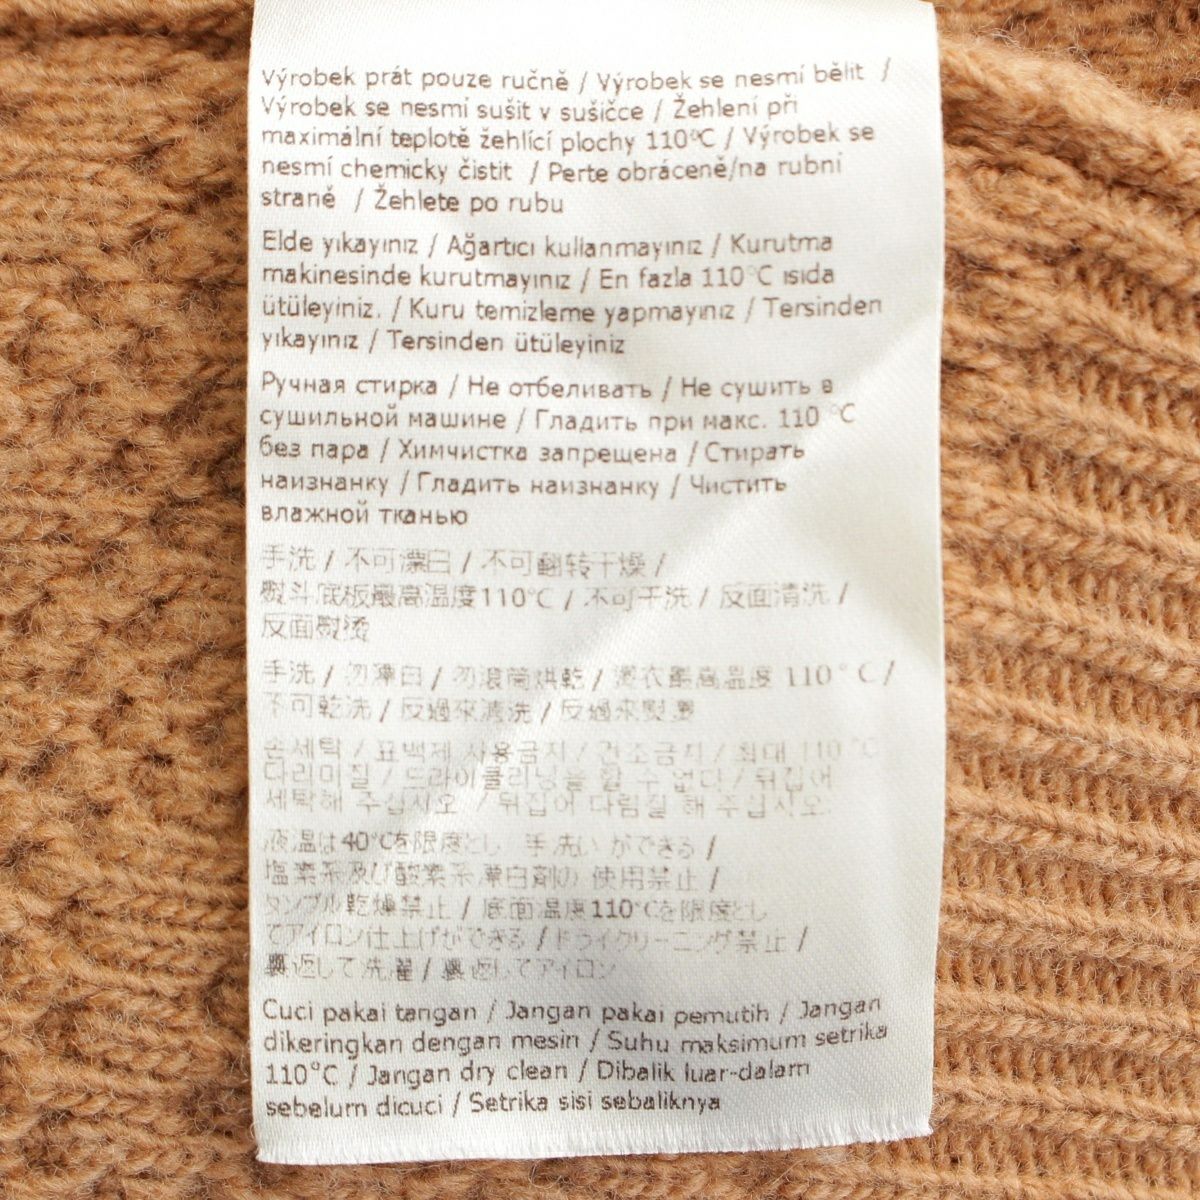 Výrobek prát pouze ručně / Výrobek se nesmí bělit /
Výrobek se nesmí sušit v sušičce / Žehlení při
maximální teplotě žehlící plochy 110°C / Výrobek se
nesmí chemicky čistit / Perte obráceně/na rubní
straně / Žehlete po rubu
Elde yıkayınız / Ağartıcı kullanmayınız / Kurutma
makinesinde kurutmayınız / En fazla 110°C ısıda
ütüleyiniz. / Kuru temizleme yapmayınız / Tersinden
yıkayınız / Tersinden ütüleyiniz
Ручная стирка / Не отбеливать / Не сушить в
сушильной машине / Гладить при макс. 110 °C
без пара / Химчистка запрещена / Стирать
наизнанку / Гладить наизнанку / Чистить
влажной тканью
手洗 / 不可漂白 / 不可翻转干燥 /
熨斗底板最高温度110°C / 不可干洗 / 反面清洗 /
反面熨烫
手洗 / 勿漂白 / 勿滾筒烘乾 / 燙衣最高溫度 110°C /
不可乾洗 / 反過來清洗 / 反過來熨燙
손세탁 / 표백제 사용금지 / 건조금지 / 최대 110°C
다리미질 / 드라이클리닝을 할 수 없다 / 뒤집어
세탁해 주십시오 / 뒤집어 다림질 해 주십시오.
液温は40°Cを限度とし 手洗いができる /
塩素系及び酸素系漂白剤の 使用禁止 /
タンブル乾燥禁止 / 底面温度110°Cを限度とし
てアイロン仕上げができる / ドライクリーニング禁止 /
裏返して洗濯 / 裏返してアイロン
Cuci pakai tangan / Jangan pakai pemutih / Jangan
dikeringkan dengan mesin / Suhu maksimum setrika
110°C / Jangan dry clean / Dibalik luar-dalam
sebelum dicuci / Setrika sisi sebaliknya